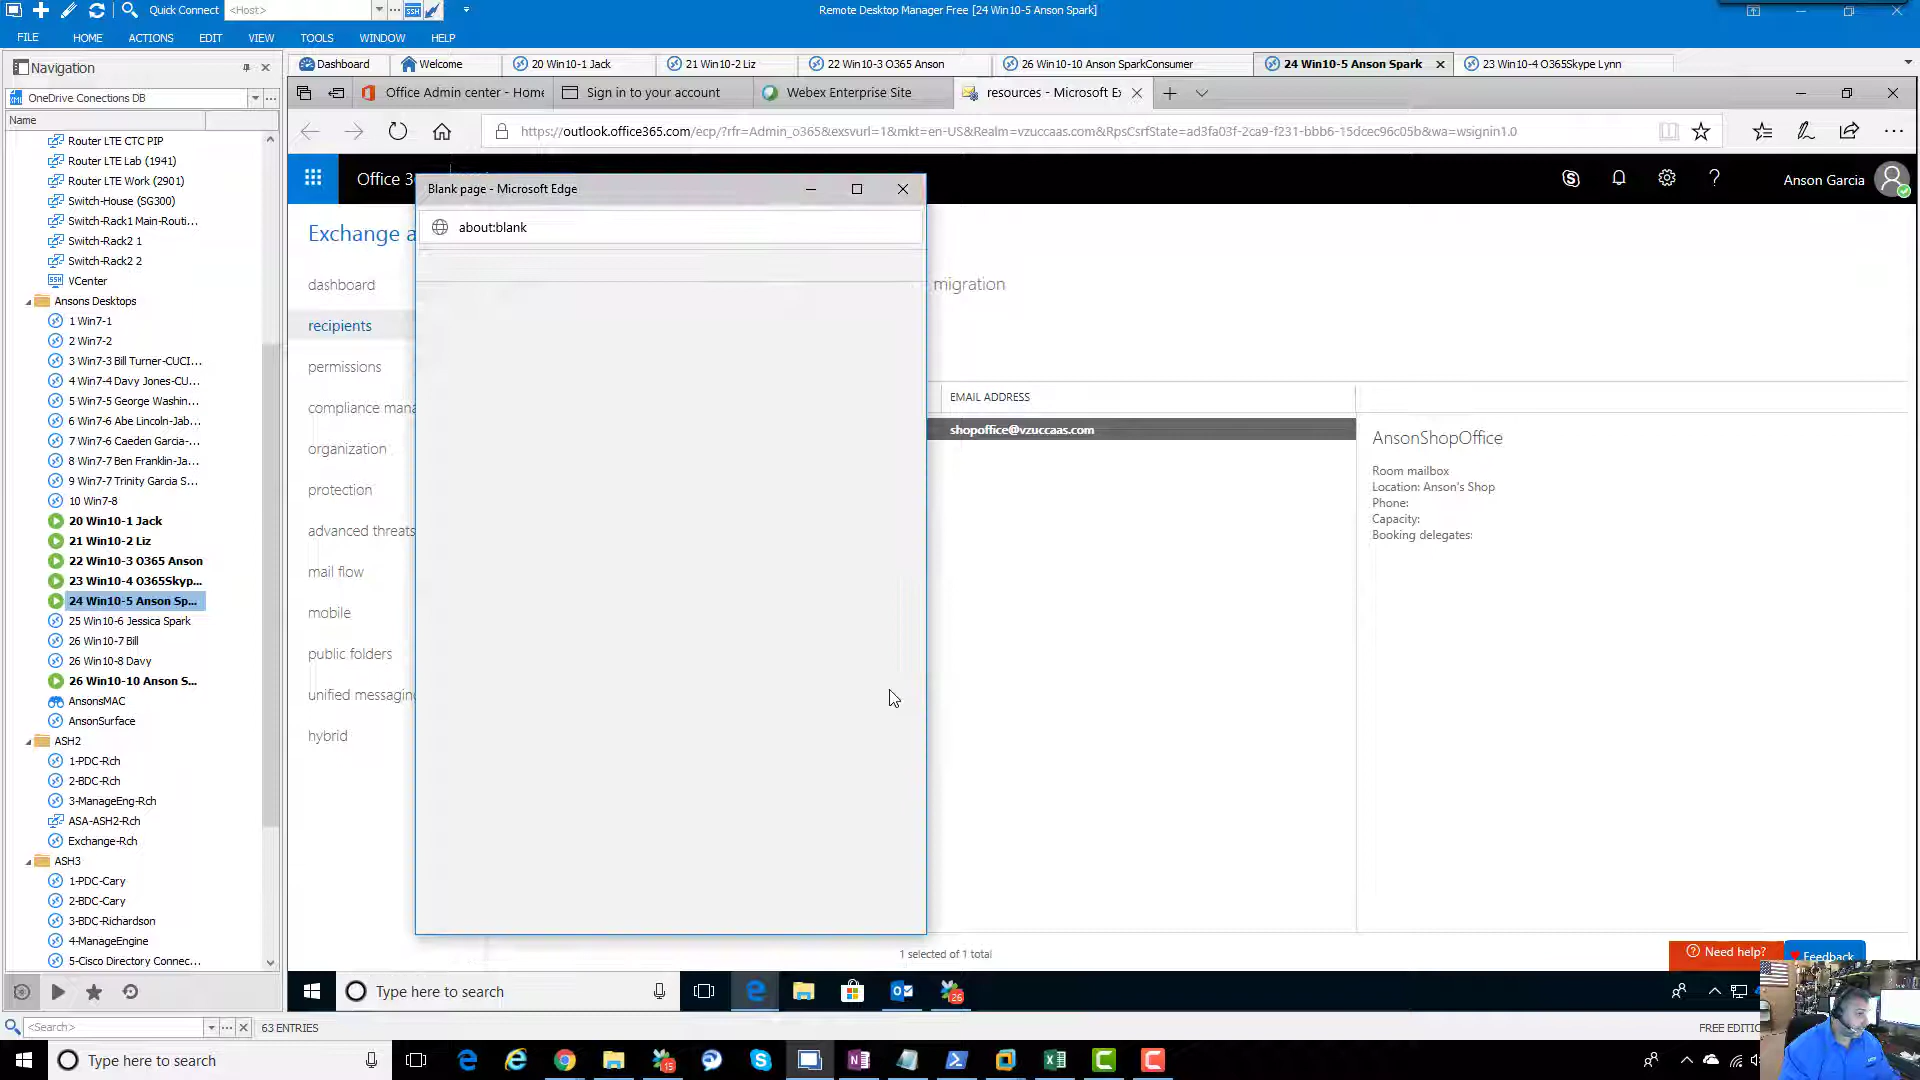 Quick Connect
<Host>
Remote Desktop Manager Free [24 Win10-5 Anson Spark]
FILE HOME ACTIONS EDIT VIEW TOOLS WINDOW HELP
Navigation
OneDrive Conections DB
Name
Router LTE CTC PIP
Router LTE Lab (1941)
Router LTE Work (2901)
Switch-House (SG300)
Switch-Rack1 Main-Routi...
Switch-Rack2 1
Switch-Rack2 2
VCenter
Ansons Desktops
1 Win7-1
2 Win7-2
3 Win7-3 Bill Turner-CUCI...
4 Win7-4 Davy Jones-CU...
5 Win7-5 George Washin...
6 Win7-6 Abe Lincoln-Jab...
7 Win7-6 Caeden Garcia-...
8 Win7-7 Ben Franklin-Ja...
9 Win7-7 Trinity Garcia S...
10 Win7-8
20 Win10-1 Jack
21 Win10-2 Liz
22 Win10-3 O365 Anson
23 Win10-4 O365Skyp...
24 Win10-5 Anson Sp...
25 Win10-6 Jessica Spark
26 Win10-7 Bill
26 Win10-8 Davy
26 Win10-10 Anson S...
AnsonsMAC
AnsonSurface
ASH2
1-PDC-Rch
2-BDC-Rch
3-ManageEng-Rch
ASA-ASH2-Rch
Exchange-Rch
ASH3
1-PDC-Cary
2-BDC-Cary
3-BDC-Richardson
4-ManageEngine
5-Cisco Directory Connec...
<Search>
63 ENTRIES
Dashboard
Welcome
20 Win10-1 Jack
21 Win10-2 Liz
22 Win10-3 O365 Anson
26 Win10-10 Anson SparkConsumer
24 Win10-5 Anson Spark
23 Win10-4 O365Skype Lynn
Office Admin center - Home
Sign in to your account
Webex Enterprise Site
resources - Microsoft E
https://outlook.office365.com/ecp/?rfr=Admin_o365&exsvurl=1&mkt=en-US&Realm=vzuccaas.com&RpsCsrfState=ad3fa03f-2ca9-f231-bbb6-15dcec96c05b&wa=wsignin1.0
Office 3
Anson Garcia
Exchange a
dashboard
recipients
permissions
compliance mana
organization
protection
advanced threats
mail flow
mobile
public folders
unified messaging
hybrid
Blank page - Microsoft Edge
about:blank
migration
EMAIL ADDRESS
shopoffice@vzuccaas.com
AnsonShopOffice
Room mailbox
Location: Anson's Shop
Phone:
Capacity:
Booking delegates:
1 selected of 1 total
Need help?
Feedback
Type here to search
26
FREE EDITIO
Type here to search
15